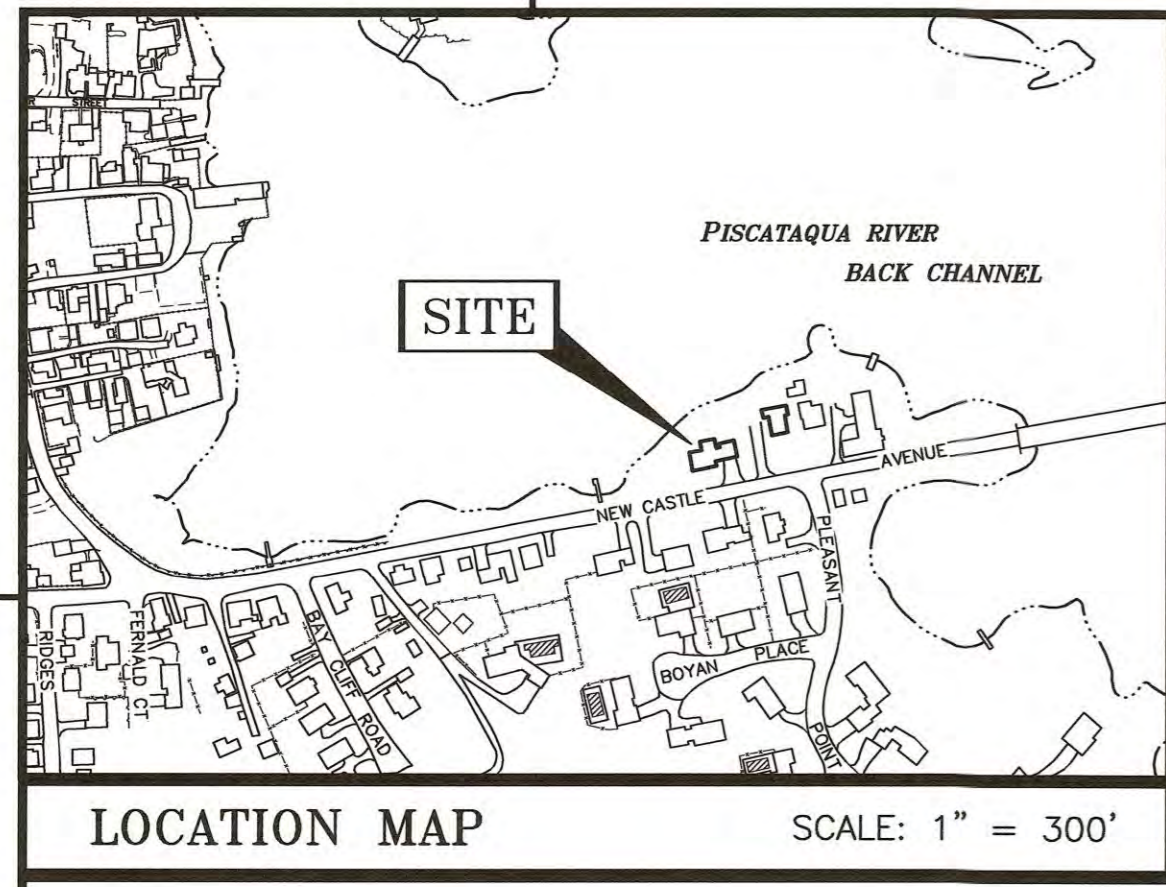 STREET
PISCATAQUA RIVER
BACK CHANNEL
SITE
AVENUE
NEW CASTLE
PLEASANT
FERNALD CT
RIDGES
BAY CLIFF ROAD
BOYAN PLACE
POINT
LOCATION MAP
SCALE: 1" = 300'